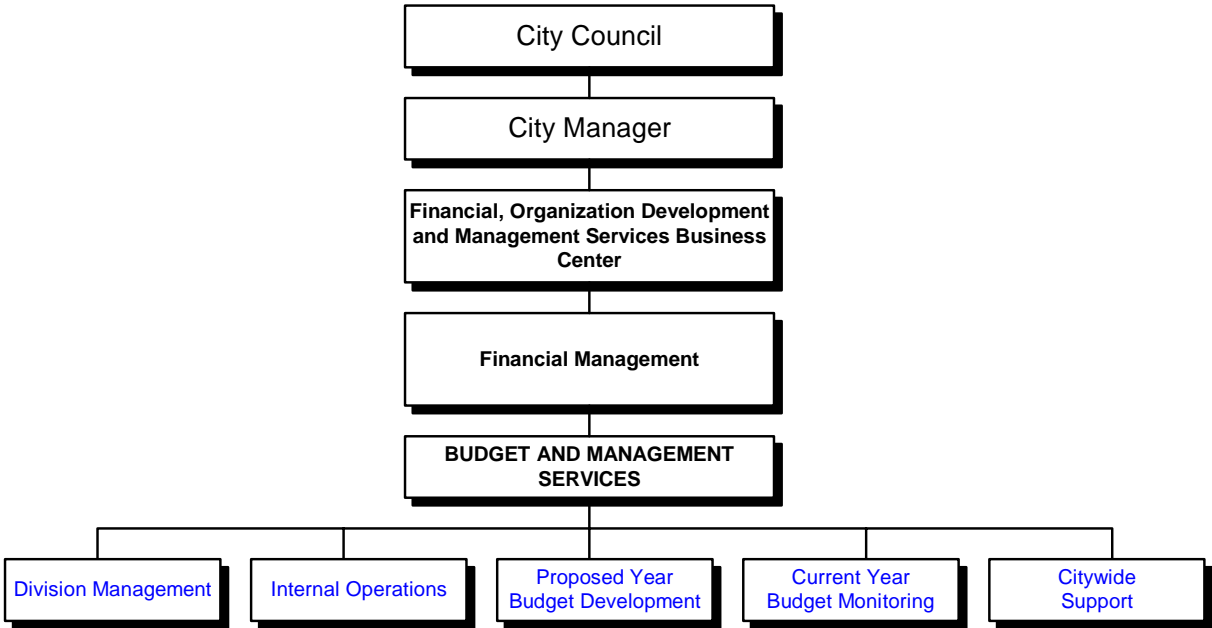 City Council
City Manager
Financial, Organization Development
and Management Services Business
Center
Financial Management
BUDGET AND MANAGEMENT
SERVICES
Division Management
Internal Operations
Proposed Year
Budget Development
Current Year
Budget Monitoring
Citywide
Support